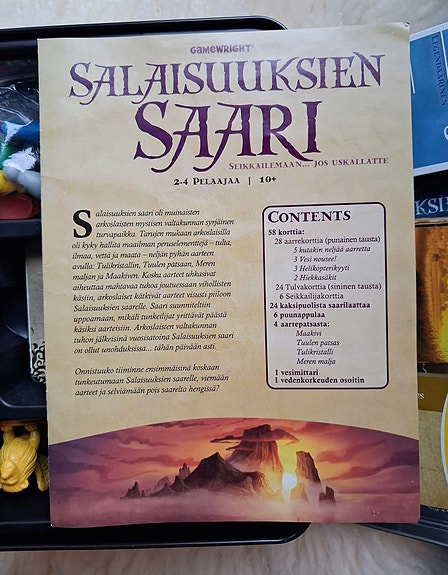 GAMEWRIGHT®
SALAISUUKSIEN
SAARI
SEIKKAILEMAAN... JOS USKALLATTE
2-4 PELAAJAA | 10+
Salaisuuksien saari oli muinaisten
arkoslaisten mystisen valtakunnan syrjäinen
turvapaikka. Tarujen mukaan arkoslaisilla
oli kyky hallita maailman peruselementtejä – tulta,
ilmaa, vettä ja maata – neljän pyhän aarteen
avulla: Tulikristallin, Tuulen patsaan, Meren
maljan ja Maakiven. Koska aarteet uhkasivat
aiheuttaa mahtavaa tuhoa joutuessaan vihollisten
käsiin, arkoslaiset kätkivät aarteet visusti piiloon
Salaisuuksien saarelle. Saari suunniteltiin
uppoamaan, mikäli tunkeilijat yrittävät päästä
käsiksi aarteisiin. Arkoslaisten valtakunnan
tuhon jälkeisinä vuosisatoina Salaisuuksien saari
on ollut unohduksissa... tähän päivään asti.
Onnistuuko tiiminne ensimmäisinä koskaan
tunkeutumaan Salaisuuksien saarelle, viemään
aarteet ja selviämään pois saarelta hengissä?
CONTENTS
58 korttia:
28 aarrekorttia (punainen tausta)
5 kutakin neljää aarretta
3 Vesi nousee!
3 Helikopterikyyti
2 Hiekkasäkit
24 Tulvakorttia (sininen tausta)
6 Seikkailijakorttia
24 kaksipuolista saarilaattaa
6 puunappulaa
4 aarrepatsasta:
Maakivi
Tuulen patsas
Tulikristalli
Meren malja
1 vesimittari
1 vedenkorkeuden osoitin